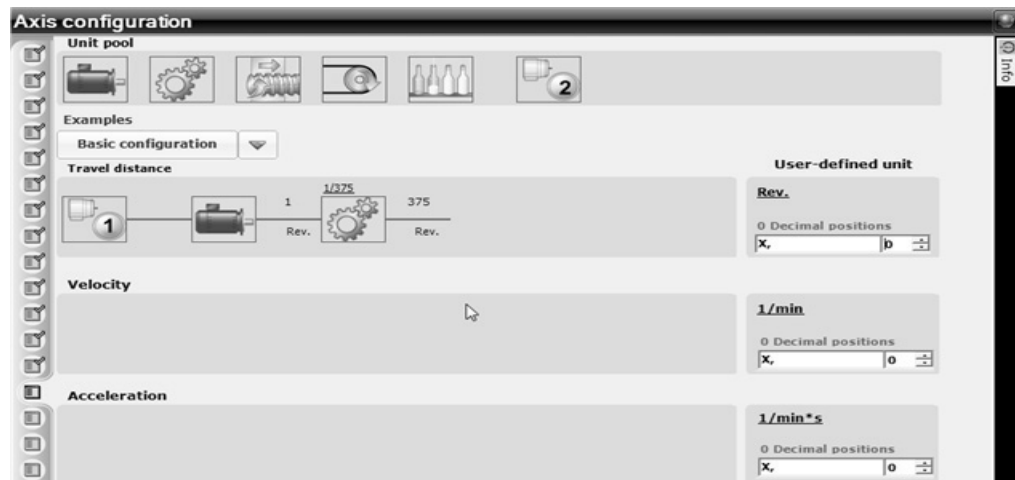 Axis configuration
Info
Unit pool
2
Examples
Basic configuration
Travel distance
User-defined unit
1
1
Rev.
1/375
375
Rev.
Rev.
0 Decimal positions
x, 0
Velocity
1/min
0 Decimal positions
x, 0
Acceleration
1/min*s
0 Decimal positions
x, 0